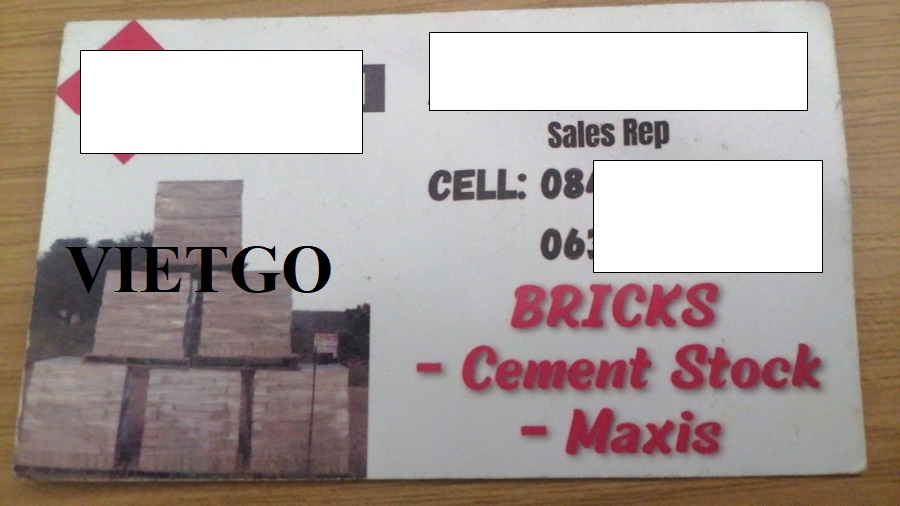 Sales Rep
CELL: 084
063
VIETGO
BRICKS
- Cement Stock
- Maxis